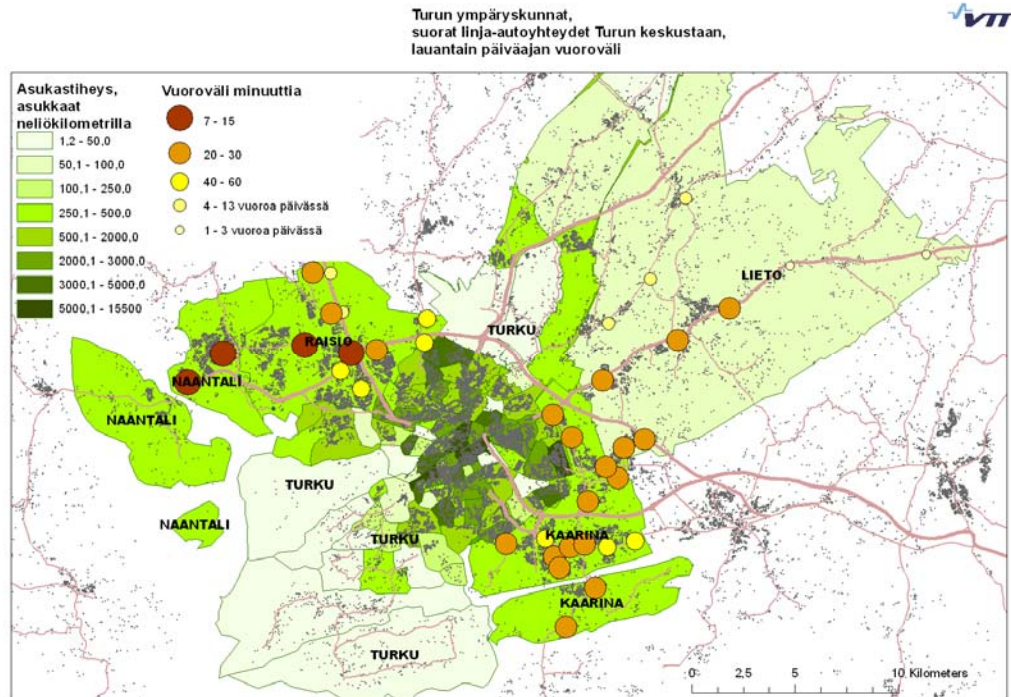 Turun ympäryskunnat,
suorat linja-autoyhteydet Turun keskustaan,
lauantain päiväajan vuoroväli
VTT
Asukastiheys,
asukkaat
neliökilometrilla
1,2 - 50,0
50,1 - 100,0
100,1 - 250,0
250,1 - 500,0
500,1 - 2000,0
2000,1 - 3000,0
3000,1 - 5000,0
5000,1 - 15500
Vuoroväli minuuttia
7 - 15
20 - 30
40 - 60
4 - 13 vuoroa päivässä
1 - 3 vuoroa päivässä
LIETO
TURKU
RAISIO
NAANTALI
NAANTALI
TURKU
NAANTALI
TURKU
KAARINA
KAARINA
TURKU
0 2,5 5 10 Kilometers